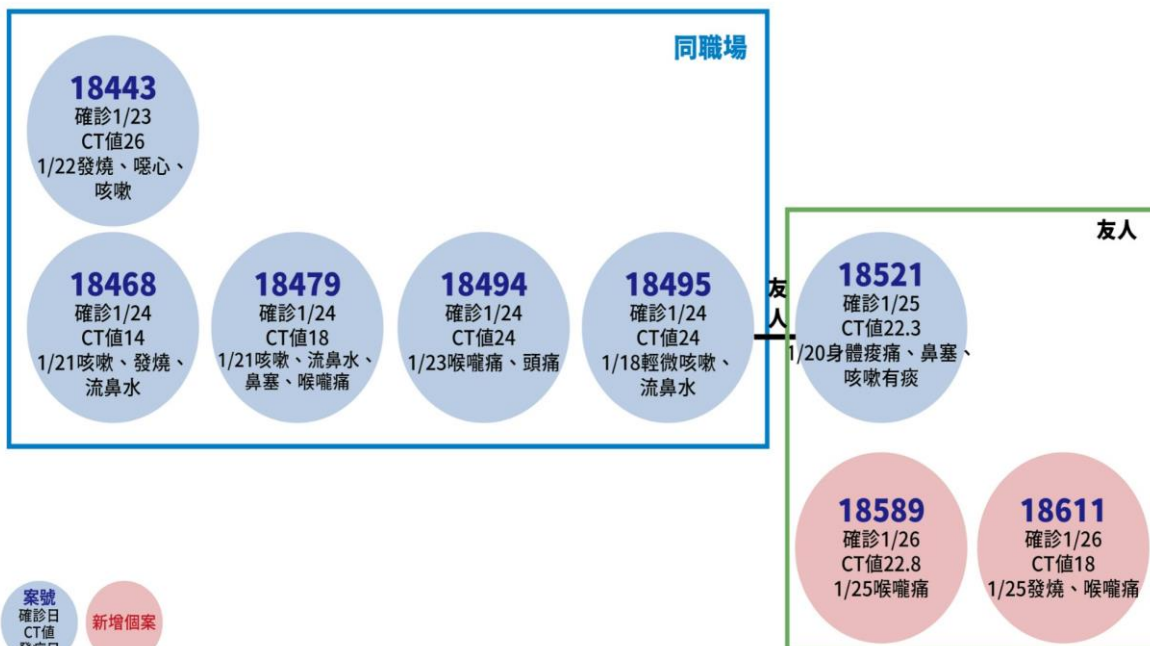 同職場
18443
確診1/23
CT值26
1/22發燒、噁心、
咳嗽
18468
確診1/24
CT值14
1/21咳嗽、發燒、
流鼻水
18479
確診1/24
CT值18
1/21咳嗽、流鼻水、
鼻塞、喉嚨痛
18494
確診1/24
CT值24
1/23喉嚨痛、頭痛
18495
確診1/24
CT值24
1/18輕微咳嗽、
流鼻水
友
人
友人
18521
確診1/25
CT值22.3
1/20身體痠痛、鼻塞、
咳嗽有痰
18589
確診1/26
CT值22.8
1/25喉嚨痛
18611
確診1/26
CT值18
1/25發燒、喉嚨痛
案號
確診日
CT值
新增個案